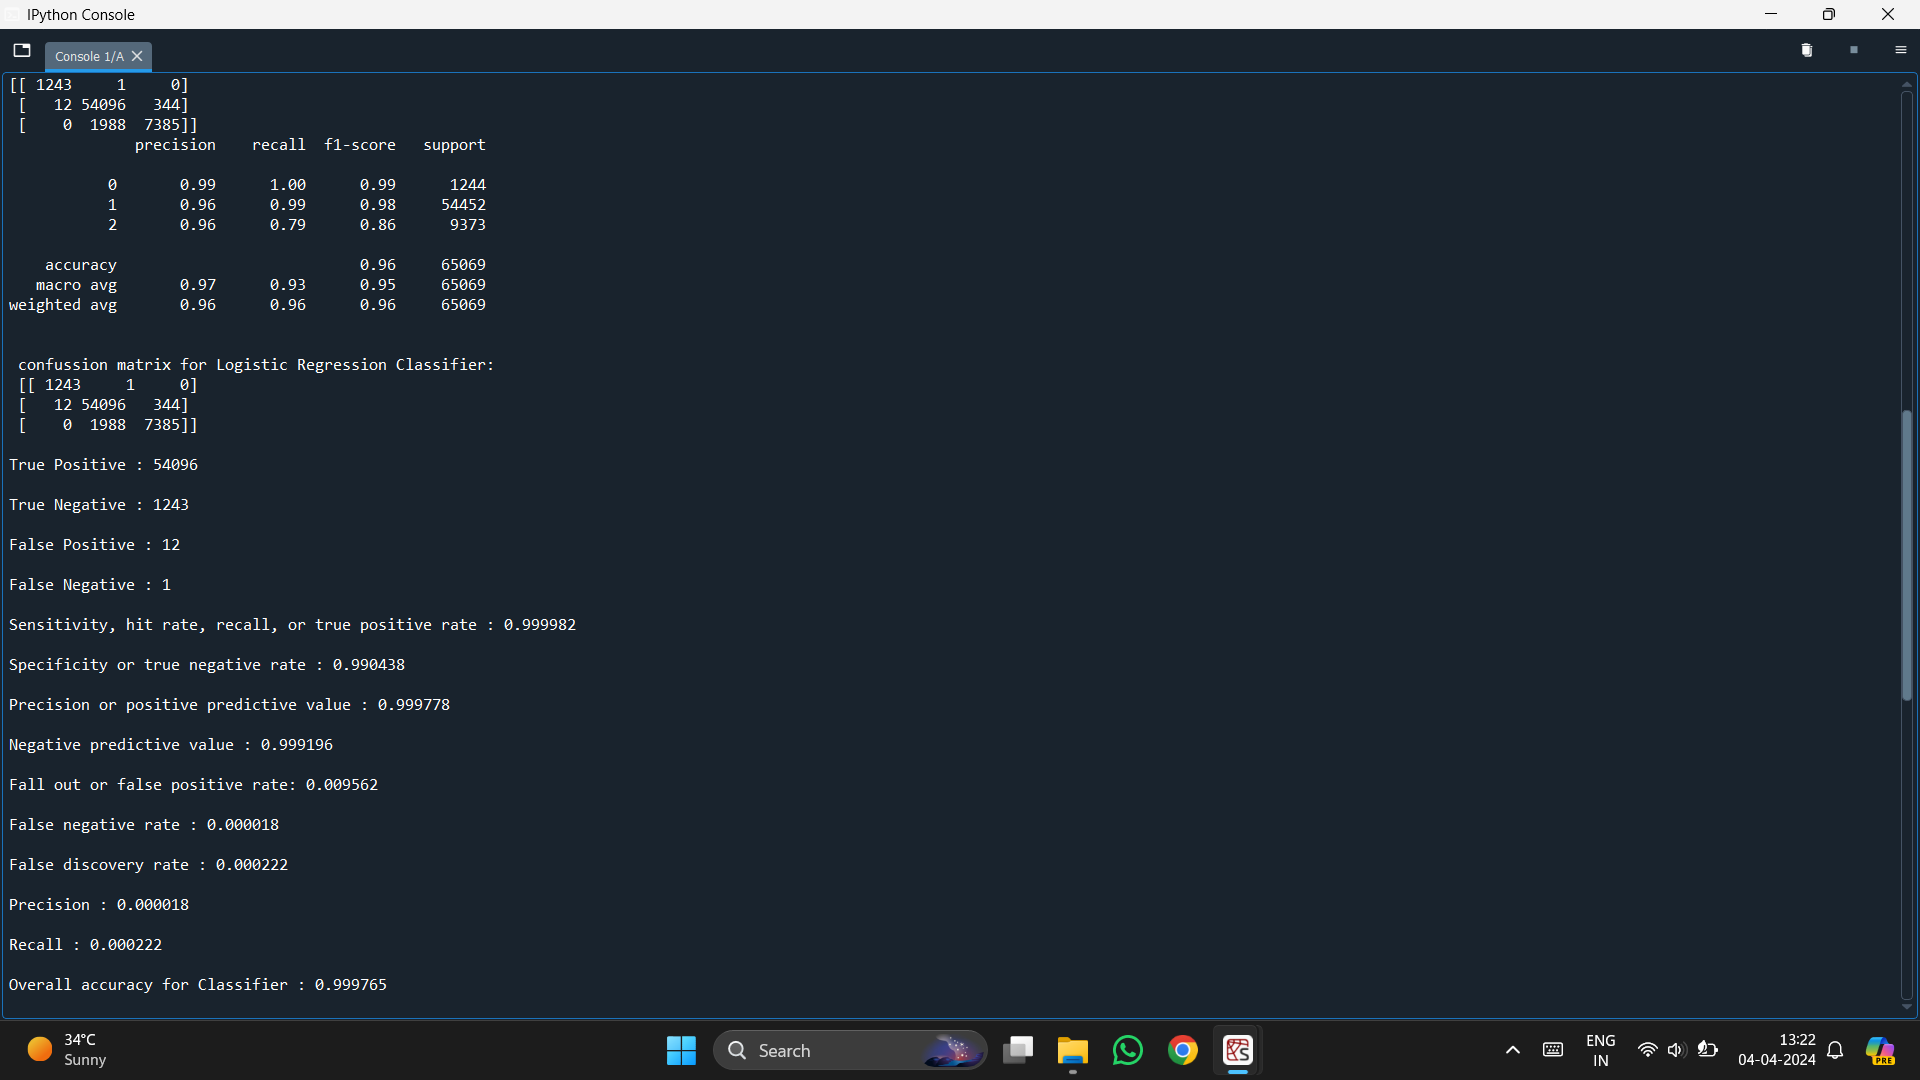 IPython Console
Console 1/A
[[ 1243     1     0]
 [   12 54096   344]
 [    0  1988  7385]]
              precision    recall  f1-score   support

           0       0.99      1.00      0.99      1244
           1       0.96      0.99      0.98     54452
           2       0.96      0.79      0.86      9373

    accuracy                           0.96     65069
   macro avg       0.97      0.93      0.95     65069
weighted avg       0.96      0.96      0.96     65069

 confussion matrix for Logistic Regression Classifier:
 [[ 1243     1     0]
 [   12 54096   344]
 [    0  1988  7385]]
True Positive : 54096
True Negative : 1243
False Positive : 12
False Negative : 1
Sensitivity, hit rate, recall, or true positive rate : 0.999982
Specificity or true negative rate : 0.990438
Precision or positive predictive value : 0.999778
Negative predictive value : 0.999196
Fall out or false positive rate: 0.009562
False negative rate : 0.000018
False discovery rate : 0.000222
Precision : 0.000018
Recall : 0.000222
Overall accuracy for Classifier : 0.999765
34°C
Sunny
Search
ENG
IN
13:22
04-04-2024
PRE